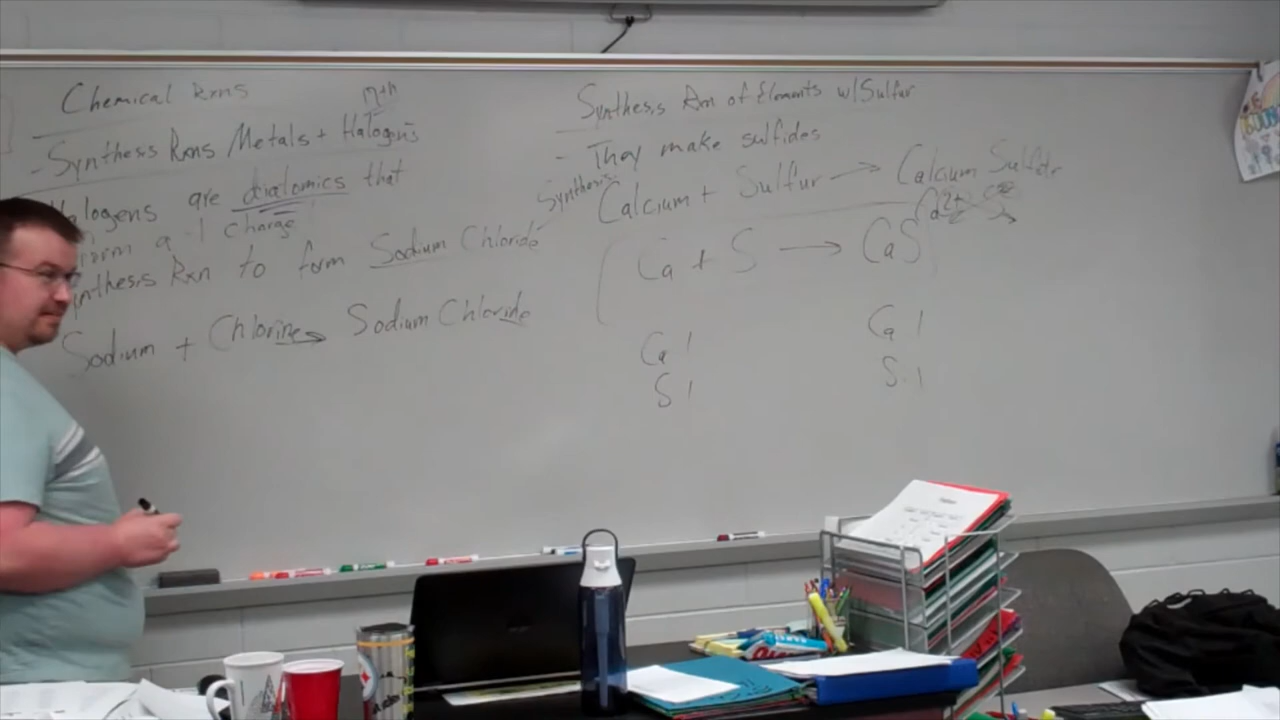 Chemical Rxns
- Synthesis Rxns Metals + Halogens
Halogens are diatomics that
form a -1 charge
Synthesis Rxn to form Sodium Chloride
Sodium + Chlorine → Sodium Chloride
Synthesis Rxn of Elements w/ Sulfur
- They make sulfides
Synthesis:
Calcium + Sulfur → Calcium
Ca + S → CaS
Ca 1 Ca 1
S 1 S 1